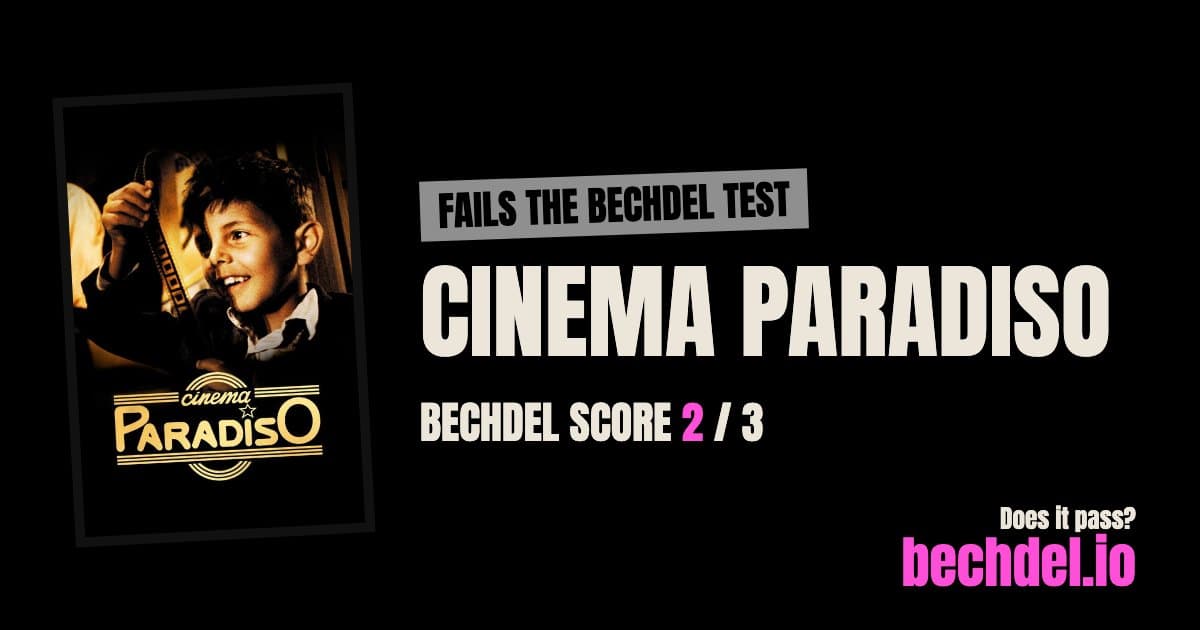 FAILS THE BECHDEL TEST
CINEMA PARADISO
BECHDEL SCORE 2 / 3
cinema
PARADISO
Does it pass?
bechdel.io